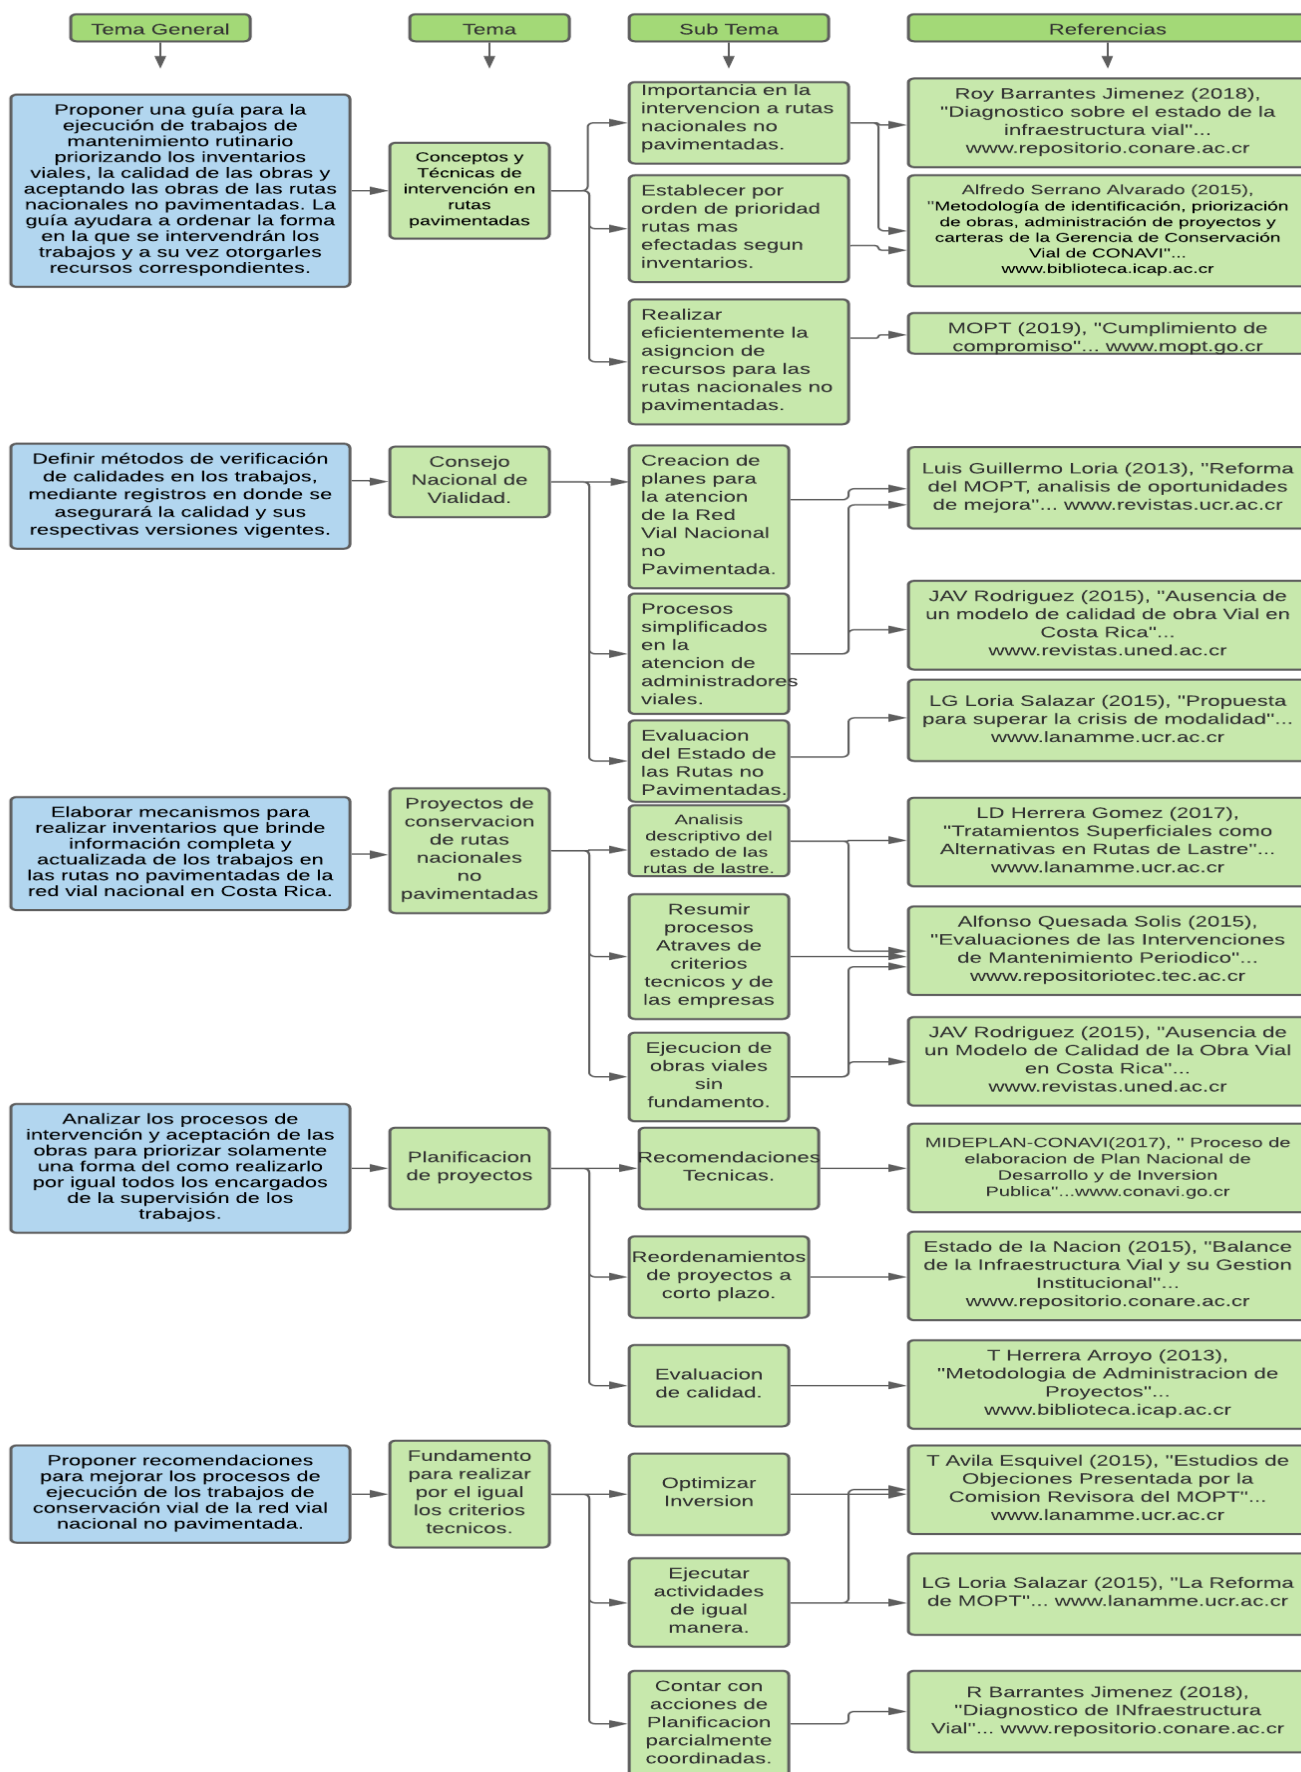 Tema General
Tema
Sub Tema
Referencias
Proponer una guía para la
ejecución de trabajos de
mantenimiento rutinario
priorizando los inventarios
viales, la calidad de las obras y
aceptando las obras de las rutas
nacionales no pavimentadas. La
guía ayudara a ordenar la forma
en la que se intervendrán los
trabajos y a su vez otorgarles
recursos correspondientes.
Conceptos y
Técnicas de
intervención en
rutas
pavimentadas
Importancia en la
intervencion a rutas
nacionales no
pavimentadas.
Establecer por
orden de prioridad
rutas mas
efectadas segun
inventarios.
Realizar
eficientemente la
asigncion de
recursos para las
rutas nacionales no
pavimentadas.
Roy Barrantes Jimenez (2018),
"Diagnostico sobre el estado de la
infraestructura vial"...
www.repositorio.conare.ac.cr
Alfredo Serrano Alvarado (2015),
"Metodología de identificación, priorización
de obras, administración de proyectos y
carteras de la Gerencia de Conservación
Vial de CONAVI"...
www.biblioteca.icap.ac.cr
MOPT (2019), "Cumplimiento de
compromiso"... www.mopt.go.cr
Definir métodos de verificación
de calidades en los trabajos,
mediante registros en donde se
asegurará la calidad y sus
respectivas versiones vigentes.
Consejo
Nacional de
Vialidad.
Creacion de
planes para
la atencion
de la Red
Vial Nacional
no
Pavimentada.
Procesos
simplificados
en la
atencion de
administradores
viales.
Evaluacion
del Estado de
las Rutas no
Pavimentadas.
Luis Guillermo Loria (2013), "Reforma
del MOPT, analisis de oportunidades
de mejora"... www.revistas.ucr.ac.cr
JAV Rodriguez (2015), "Ausencia de
un modelo de calidad de obra Vial en
Costa Rica"...
www.revistas.uned.ac.cr
LG Loria Salazar (2015), "Propuesta
para superar la crisis de modalidad"...
www.lanamme.ucr.ac.cr
Elaborar mecanismos para
realizar inventarios que brinde
información completa y
actualizada de los trabajos en
las rutas no pavimentadas de la
red vial nacional en Costa Rica.
Proyectos de
conservacion
de rutas
nacionales
no
pavimentadas
Analisis
descriptivo del
estado de las
rutas de lastre.
Resumir
procesos
Atraves de
criterios
tecnicos y de
las empresas
Ejecucion de
obras viales
sin
fundamento.
LD Herrera Gomez (2017),
"Tratamientos Superficiales como
Alternativas en Rutas de Lastre"...
www.lanamme.ucr.ac.cr
Alfonso Quesada Solis (2015),
"Evaluaciones de las Intervenciones
de Mantenimiento Periodico"...
www.repositoriotec.tec.ac.cr
JAV Rodriguez (2015), "Ausencia de
un Modelo de Calidad de la Obra Vial
en Costa Rica"...
www.revistas.uned.ac.cr
Analizar los procesos de
intervención y aceptación de las
obras para priorizar solamente
una forma del como realizarlo
por igual todos los encargados
de la supervisión de los
trabajos.
Planificacion
de proyectos
Recomendaciones
Tecnicas.
Reordenamientos
de proyectos a
corto plazo.
Evaluacion
de calidad.
MIDEPLAN-CONAVI(2017), " Proceso de
elaboracion de Plan Nacional de
Desarrollo y de Inversion
Publica"...www.conavi.go.cr
Estado de la Nacion (2015), "Balance
de la Infraestructura Vial y su Gestion
Institucional"...
www.repositorio.conare.ac.cr
T Herrera Arroyo (2013),
"Metodologia de Administracion de
Proyectos"...
www.biblioteca.icap.ac.cr
Proponer recomendaciones
para mejorar los procesos de
ejecución de los trabajos de
conservación vial de la red vial
nacional no pavimentada.
Fundamento
para realizar
por el igual
los criterios
tecnicos.
Optimizar
Inversion
Ejecutar
actividades
de igual
manera.
Contar con
acciones de
Planificacion
parcialmente
coordinadas.
T Avila Esquivel (2015), "Estudios de
Objeciones Presentada por la
Comision Revisora del MOPT"...
www.lanamme.ucr.ac.cr
LG Loria Salazar (2015), "La Reforma
de MOPT"... www.lanamme.ucr.ac.cr
R Barrantes Jimenez (2018),
"Diagnostico de INfraestructura
Vial"... www.repositorio.conare.ac.cr